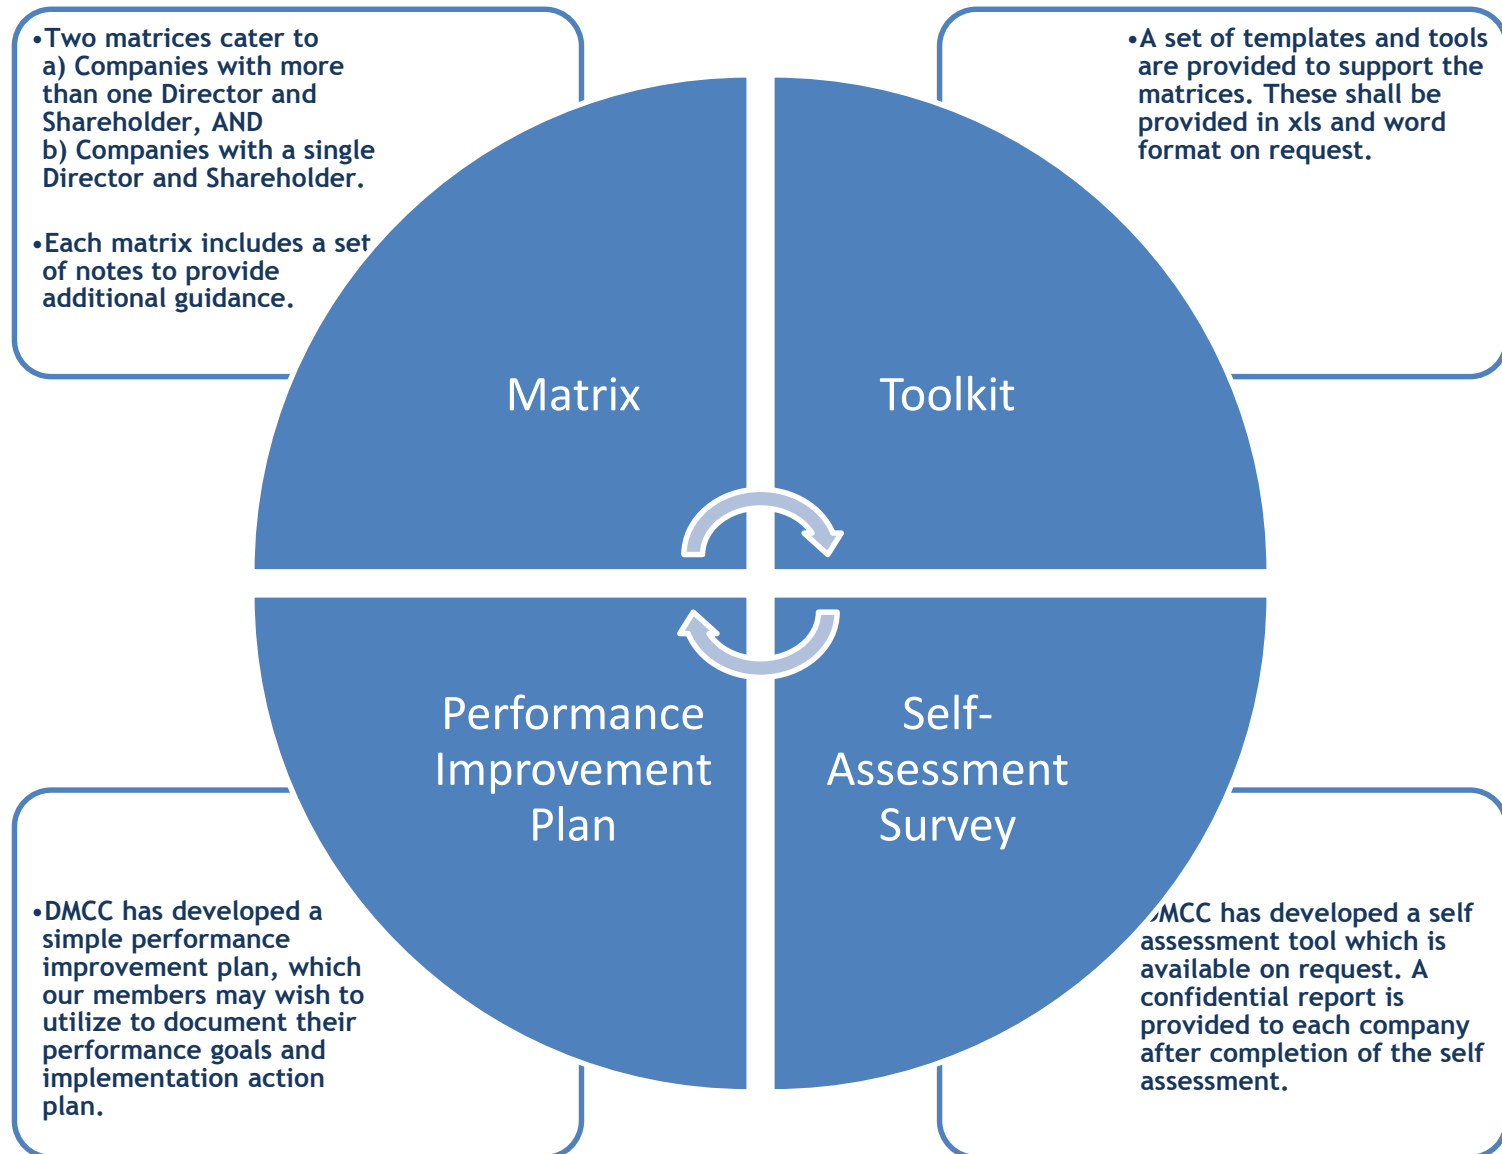 •Two matrices cater to
a) Companies with more
than one Director and
Shareholder, AND
b) Companies with a single
Director and Shareholder.
•Each matrix includes a set
of notes to provide
additional guidance.
•A set of templates and tools
are provided to support the
matrices. These shall be
provided in xls and word
format on request.
Matrix
Toolkit
Performance
Improvement
Plan
Self-
Assessment
Survey
•DMCC has developed a
simple performance
improvement plan, which
our members may wish to
utilize to document their
performance goals and
implementation action
plan.
DMCC has developed a self
assessment tool which is
available on request. A
confidential report is
provided to each company
after completion of the self
assessment.